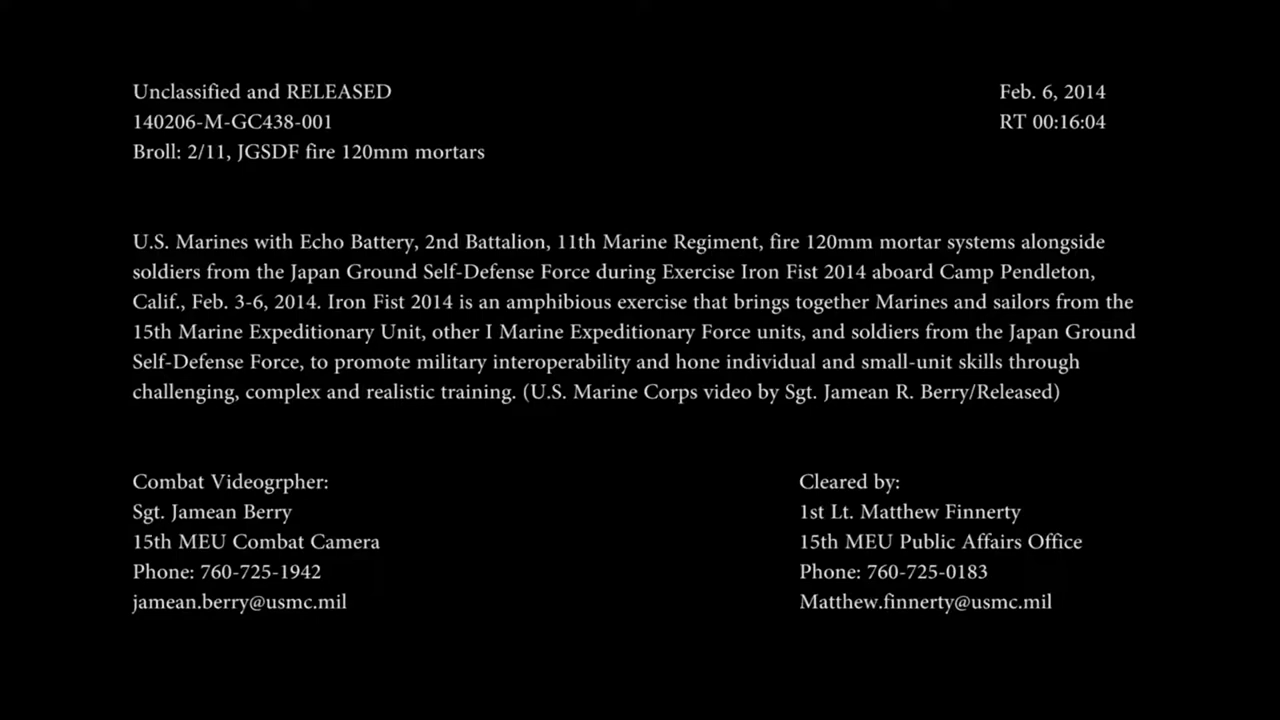 Unclassified and RELEASED
Feb. 6, 2014
140206-M-GC438-001
RT 00:16:04
Broll: 2/11, JGSDF fire 120mm mortars
U.S. Marines with Echo Battery, 2nd Battalion, 11th Marine Regiment, fire 120mm mortar systems alongside
soldiers from the Japan Ground Self-Defense Force during Exercise Iron Fist 2014 aboard Camp Pendleton,
Calif., Feb. 3-6, 2014. Iron Fist 2014 is an amphibious exercise that brings together Marines and sailors from the
15th Marine Expeditionary Unit, other I Marine Expeditionary Force units, and soldiers from the Japan Ground
Self-Defense Force, to promote military interoperability and hone individual and small-unit skills through
challenging, complex and realistic training. (U.S. Marine Corps video by Sgt. Jamean R. Berry/Released)
Combat Videogrpher:
Sgt. Jamean Berry
15th MEU Combat Camera
Phone: 760-725-1942
jamean.berry@usmc.mil
Cleared by:
1st Lt. Matthew Finnerty
15th MEU Public Affairs Office
Phone: 760-725-0183
Matthew.finnerty@usmc.mil